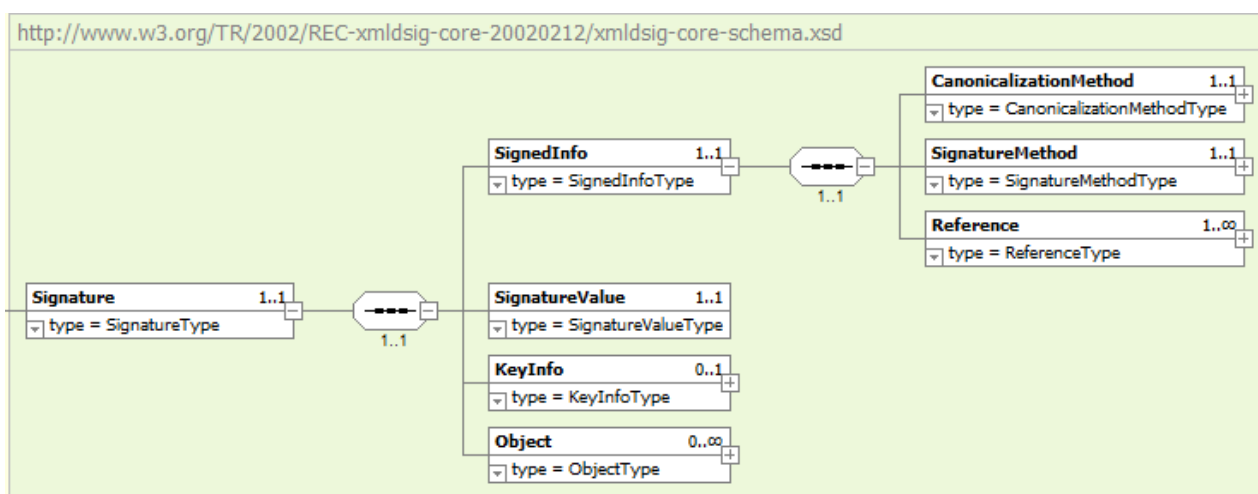 http://www.w3.org/TR/2002/REC-xmldsig-core-20020212/xmldsig-core-schema.xsd
CanonicalizationMethod 1..1
type = CanonicalizationMethodType
SignedInfo 1..1
type = SignedInfoType
1..1
SignatureMethod 1..1
type = SignatureMethodType
Reference 1..∞
type = ReferenceType
Signature 1..1
type = SignatureType
1..1
SignatureValue 1..1
type = SignatureValueType
KeyInfo 0..1
type = KeyInfoType
Object 0..∞
type = ObjectType